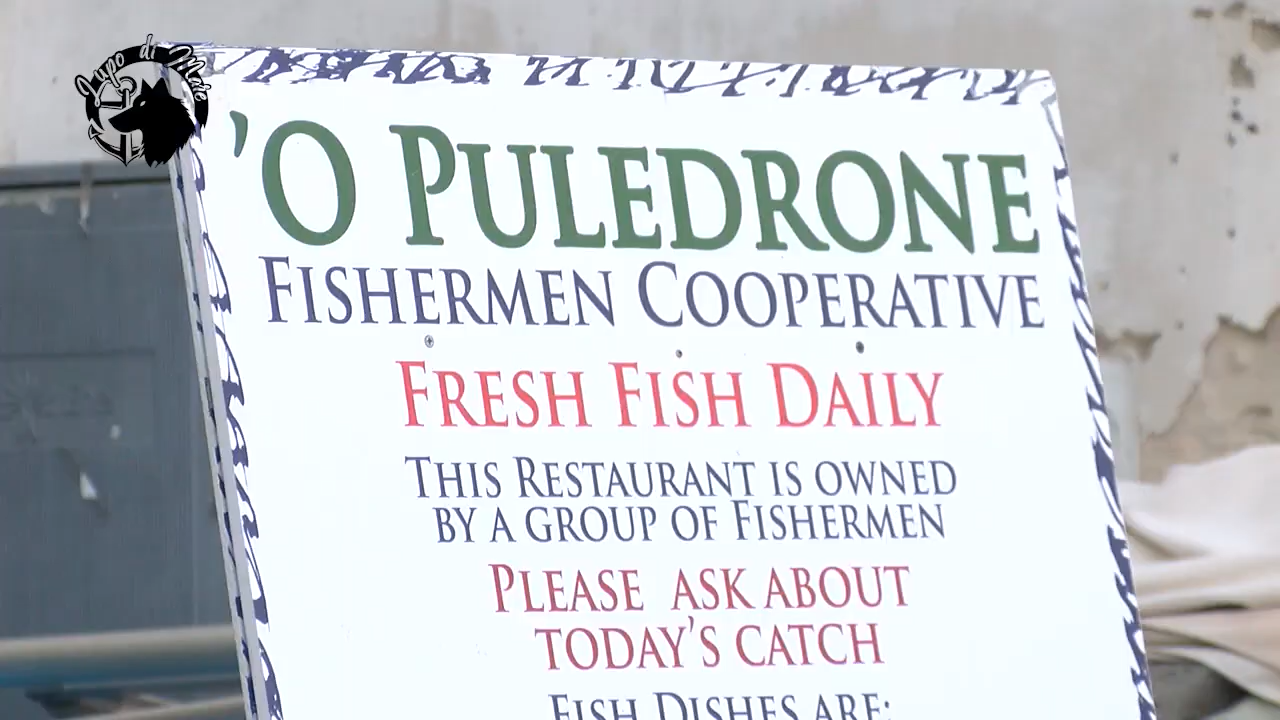 Lupo di Mare
'O PULEDRONE
FISHERMEN COOPERATIVE
FRESH FISH DAILY
THIS RESTAURANT IS OWNED
BY A GROUP OF FISHERMEN
PLEASE ASK ABOUT
TODAY'S CATCH
FISH DISHES ARE: